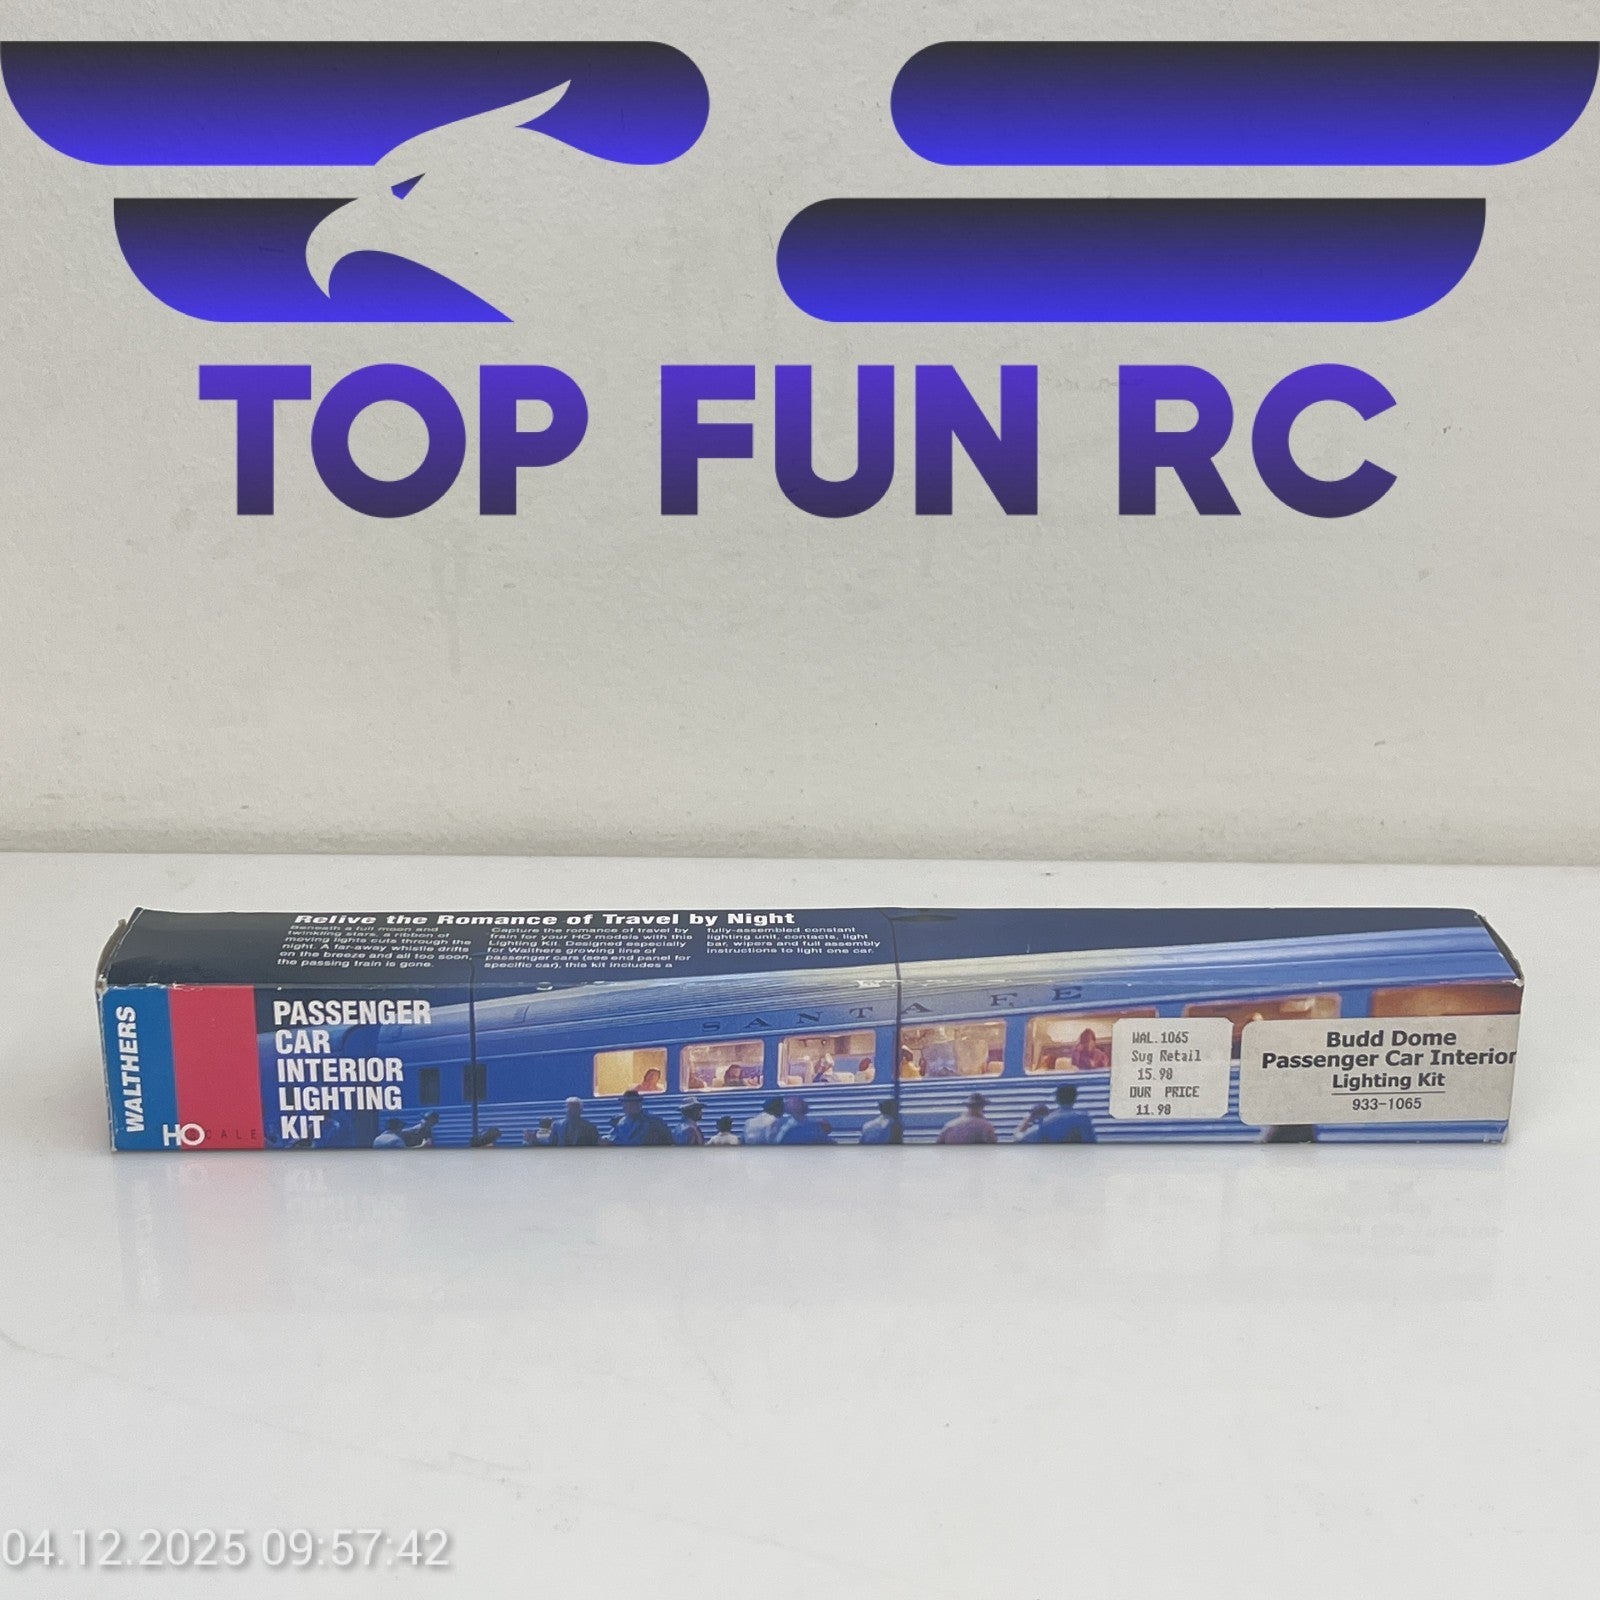 TOP FUN RC
Relive the Romance of Travel by Night
Beneath a full moon and
twinkling stars, a ribbon of
moving lights cuts through the
night. A far-away whistle drifts
on the breeze and all too soon,
the passing train is gone.
Capture the romance of travel by
train for your HO models with this
Lighting Kit. Designed especially
for Walthers growing line of
passenger cars (see end panel for
specific car), this kit includes a
fully-assembled constant
lighting unit, contacts, light
bar, wipers and full assembly
instructions to light one car.
WALTHERS
HO SCALE
PASSENGER
CAR
INTERIOR
LIGHTING
KIT
SANTA FE
WAL.1065
Sug Retail
15.98
OUR PRICE
11.98
Budd Dome
Passenger Car Interior
Lighting Kit
933-1065
04.12.2025 09:57:42